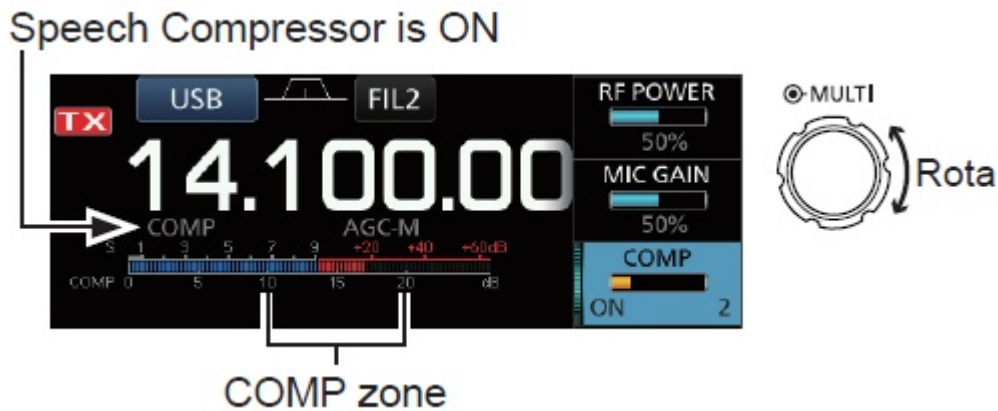 Speech Compressor is ON
USB FIL2
TX
14.100.00
COMP AGC-M
S 1 3 5 7 9 +20 +40 +60dB
COMP 0 5 10 15 20 dB
RF POWER
50%
MIC GAIN
50%
COMP
ON 2
MULTI
Rota
COMP zone